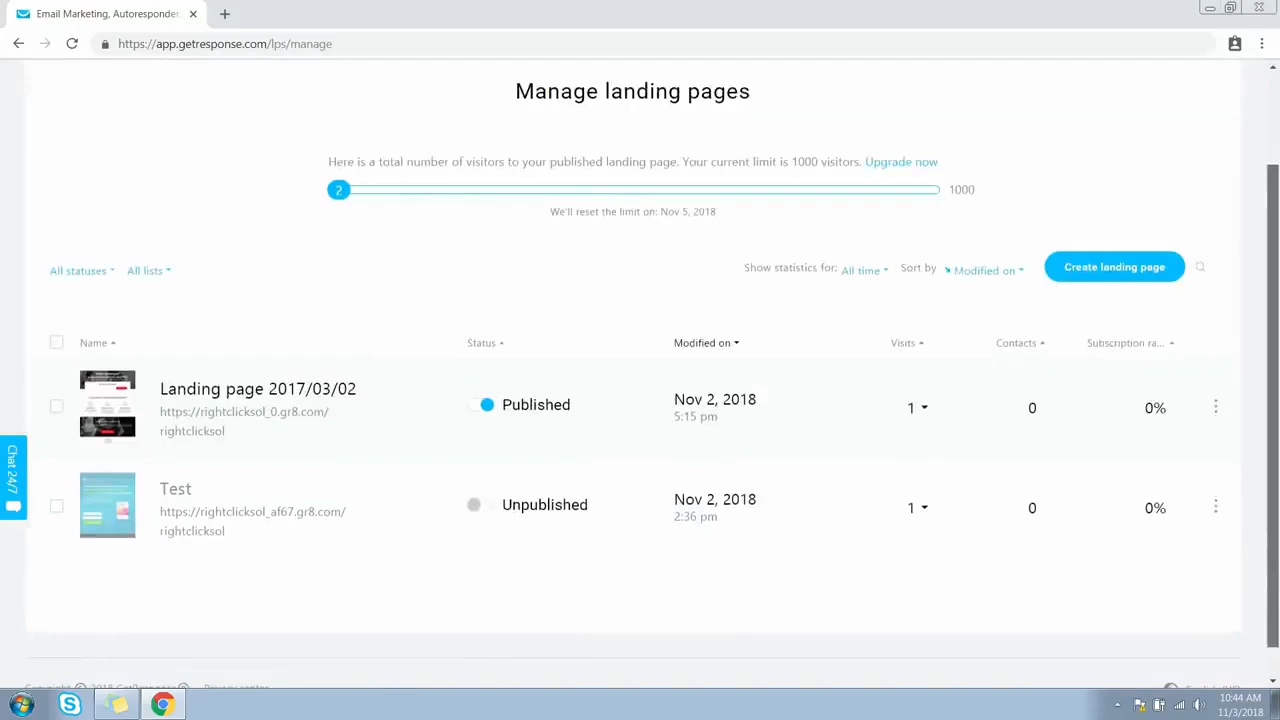 Email Marketing, Autoresponder
https://app.getresponse.com/lps/manage
Manage landing pages
Here is a total number of visitors to your published landing page. Your current limit is 1000 visitors. Upgrade now
2 1000
We'll reset the limit on: Nov 5, 2018
All statuses All lists Show statistics for: All time Sort by Modified on Create landing page
Name Status Modified on Visits Contacts Subscription ra...
Landing page 2017/03/02
https://rightclicksol_0.gr8.com/
rightclicksol
Published
Nov 2, 2018
5:15 pm
1 0 0%
Test
https://rightclicksol_af67.gr8.com/
rightclicksol
Unpublished
Nov 2, 2018
2:36 pm
1 0 0%
Chat 24/7
10:44 AM
11/3/2018